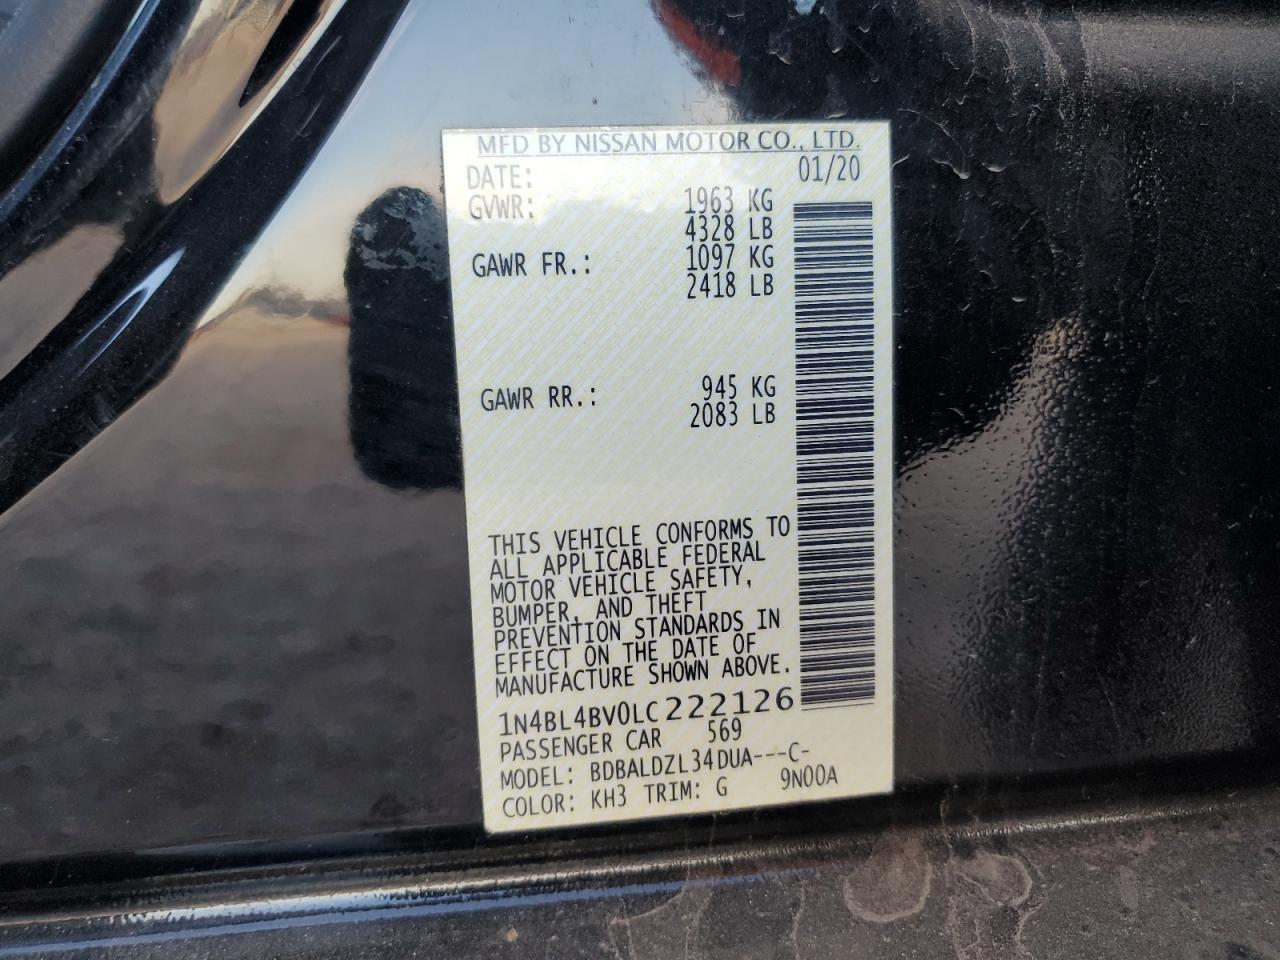 MFD BY NISSAN MOTOR CO., LTD.
DATE: 01/20
GVWR: 1963 KG
4328 LB
GAWR FR.: 1097 KG
2418 LB
GAWR RR.: 945 KG
2083 LB
THIS VEHICLE CONFORMS TO
ALL APPLICABLE FEDERAL
MOTOR VEHICLE SAFETY,
BUMPER, AND THEFT
PREVENTION STANDARDS IN
EFFECT ON THE DATE OF
MANUFACTURE SHOWN ABOVE.
1N4BL4BV0LC222126
PASSENGER CAR 569
MODEL: BDBALDZL34DUA---C-
COLOR: KH3 TRIM: G 9N00A